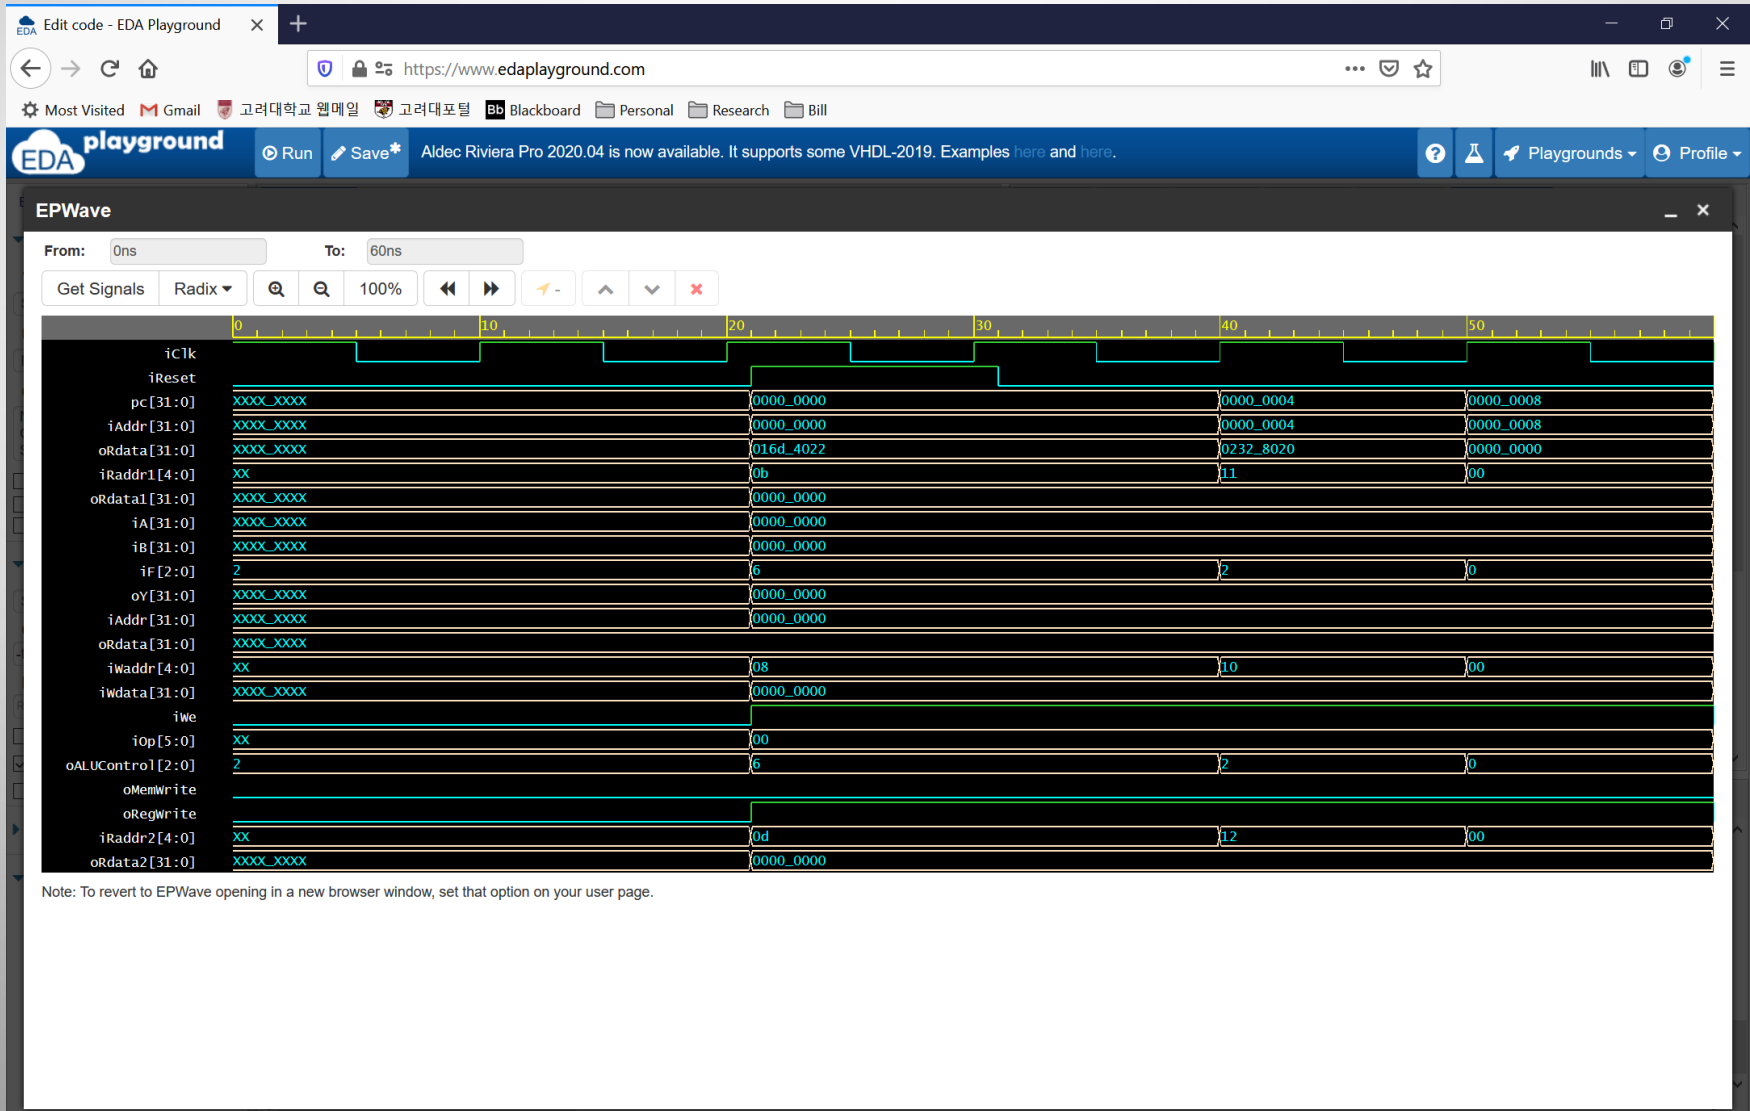 Edit code - EDA Playground
https://www.edaplayground.com
Most Visited Gmail 고려대학교 웹메일 고려대포털 Bb Blackboard Personal Research Bill
EDA playground Run Save* Aldec Riviera Pro 2020.04 is now available. It supports some VHDL-2019. Examples here and here. Playgrounds Profile
EPWave
From: 0ns To: 60ns
Get Signals Radix 100% -
0 10 20 30 40 50
iClk
iReset
pc[31:0] XXXX_XXXX 0000_0000 0000_0004 0000_0008
iAddr[31:0] XXXX_XXXX 0000_0000 0000_0004 0000_0008
oRdata[31:0] XXXX_XXXX 016d_4022 0232_8020 0000_0000
iRaddr1[4:0] XX 0b 11 00
oRdata1[31:0] XXXX_XXXX 0000_0000
iA[31:0] XXXX_XXXX 0000_0000
iB[31:0] XXXX_XXXX 0000_0000
iF[2:0] 2 6 2 0
oY[31:0] XXXX_XXXX 0000_0000
iAddr[31:0] XXXX_XXXX 0000_0000
oRdata[31:0] XXXX_XXXX
iWaddr[4:0] XX 08 10 00
iWdata[31:0] XXXX_XXXX 0000_0000
iWe
iOp[5:0] XX 00
oALUControl[2:0] 2 6 2 0
oMemWrite
oRegWrite
iRaddr2[4:0] XX 0d 12 00
oRdata2[31:0] XXXX_XXXX 0000_0000
Note: To revert to EPWave opening in a new browser window, set that option on your user page.